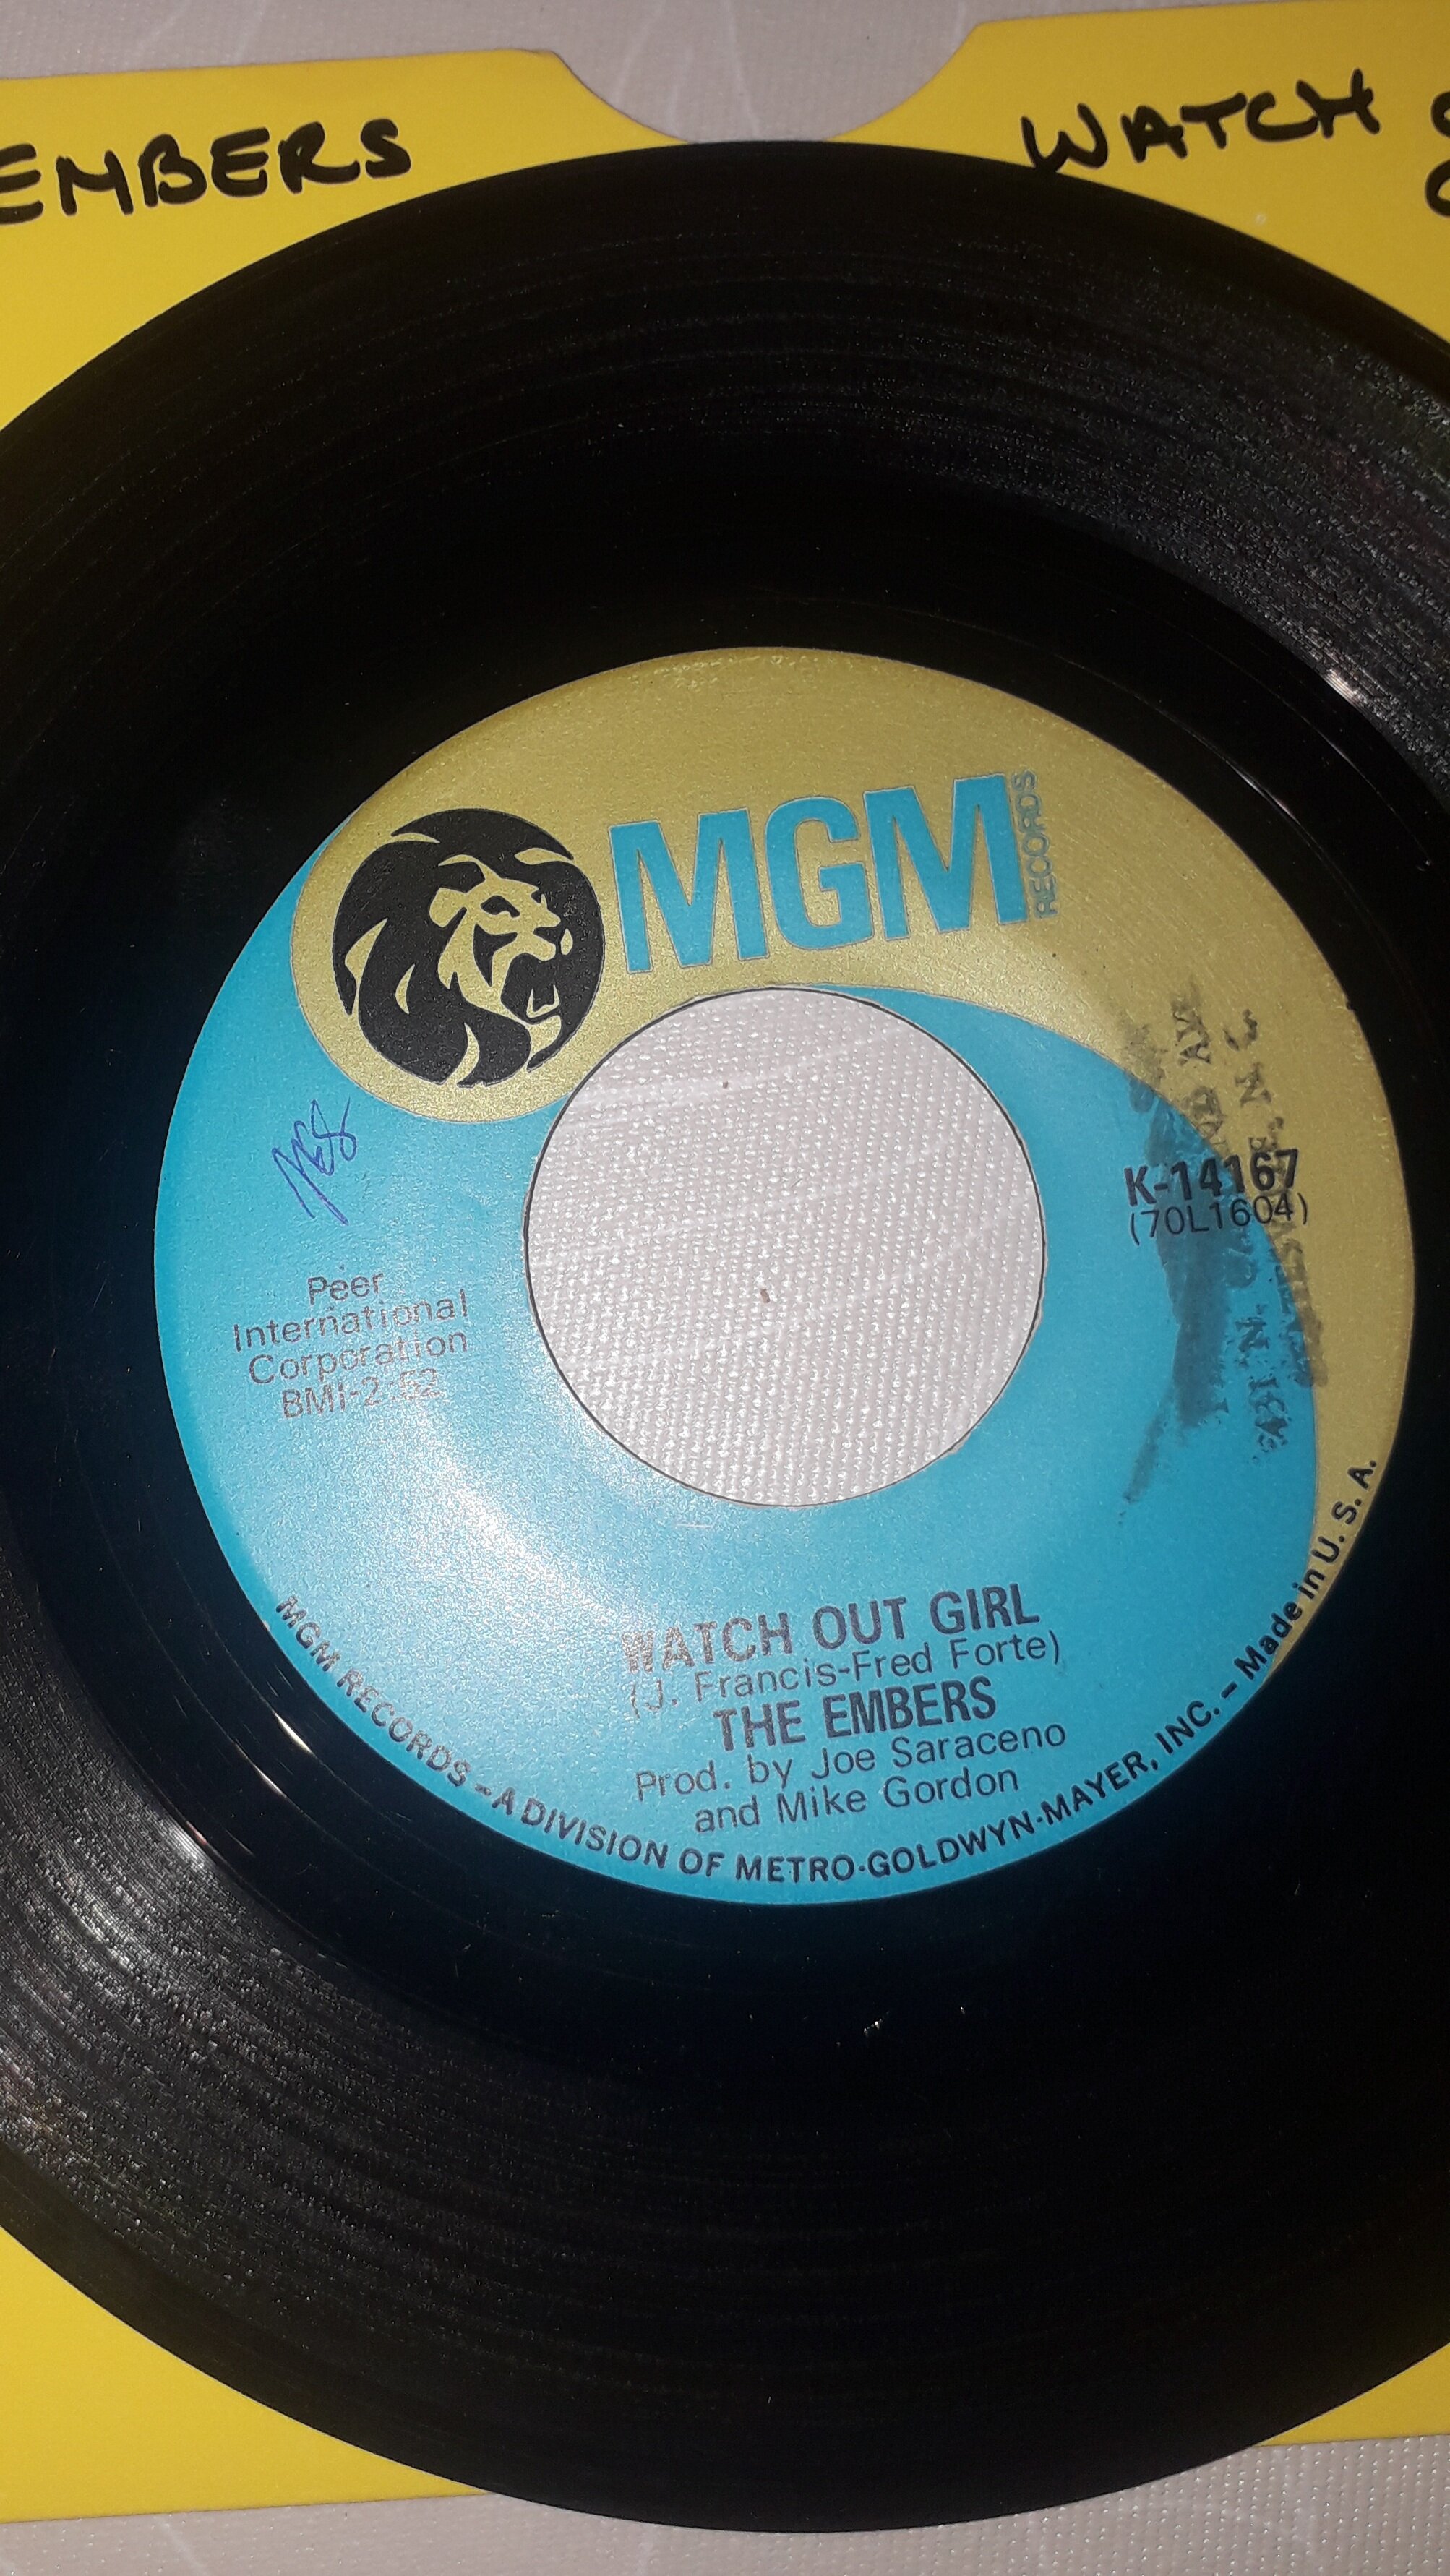 EMBERS
WATCH
MGM
RECORDS
K-14167
(70L1604)
Peer
International
Corporation
BMI-2:52
WATCH OUT GIRL
(J. Francis-Fred Forte)
THE EMBERS
Prod. by Joe Saraceno
and Mike Gordon
MGM RECORDS – A DIVISION OF METRO-GOLDWYN-MAYER, INC. – Made in U. S. A.